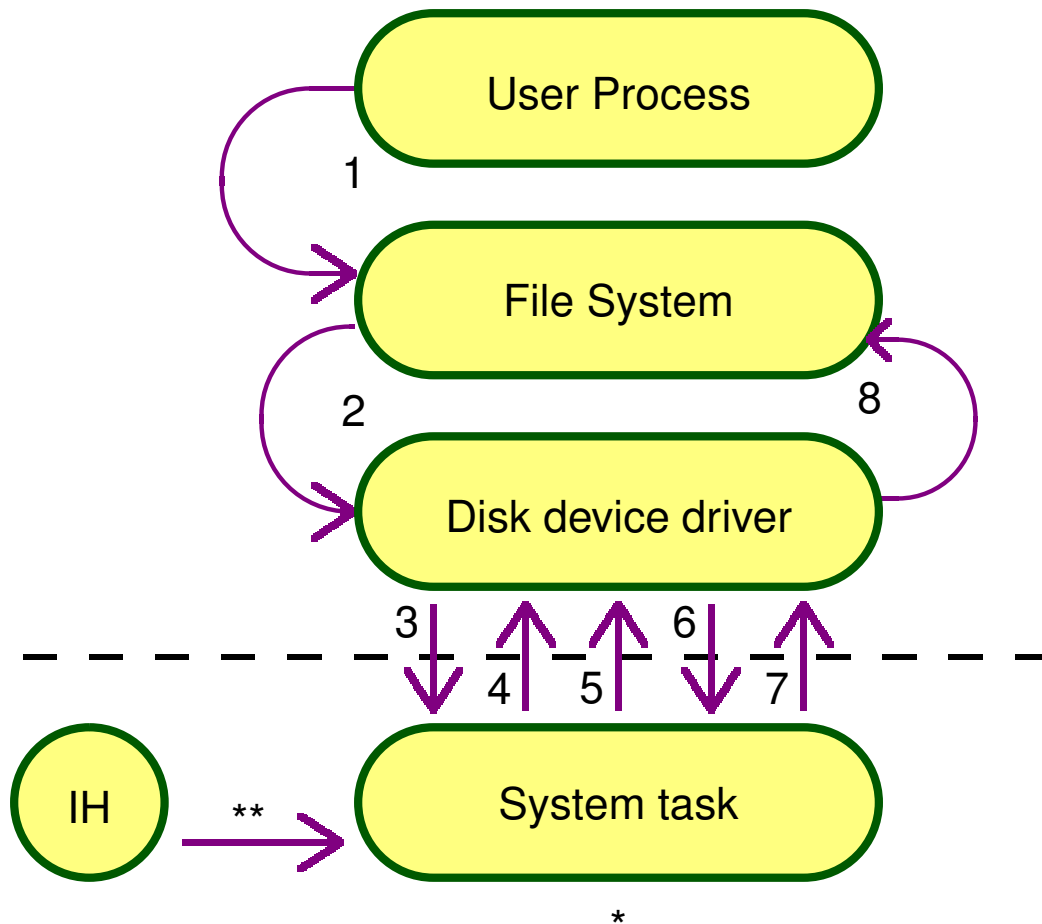 User Process
1
File System
2
8
Disk device driver
3
6
4
5
7
IH
**
System task
*